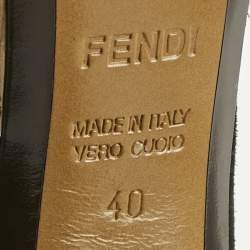 FENDI
MADE IN ITALY
VERO CUOIO
40